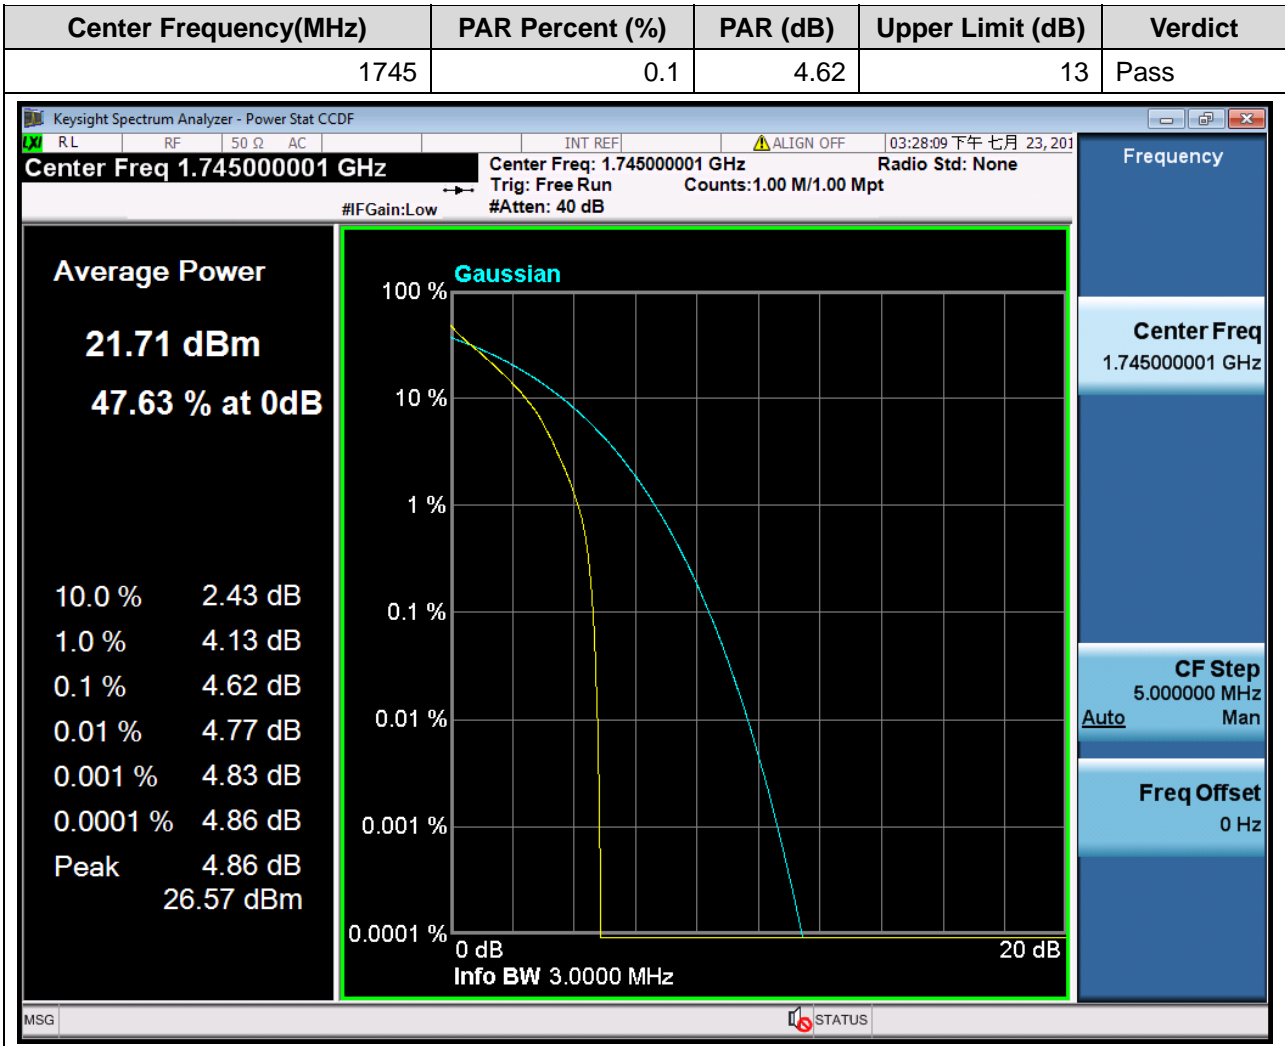 Center Frequency(MHz) PAR Percent (%) PAR (dB) Upper Limit (dB) Verdict
1745 0.1 4.62 13 Pass
Keysight Spectrum Analyzer - Power Stat CCDF
LXI RL RF 50 Ω AC INT REF ALIGN OFF 03:28:09 下午 七月 23, 201
Center Freq 1.745000001 GHz
Center Freq: 1.745000001 GHz Radio Std: None
Trig: Free Run Counts:1.00 M/1.00 Mpt
#IFGain:Low #Atten: 40 dB
Average Power
21.71 dBm
47.63 % at 0dB
10.0 % 2.43 dB
1.0 % 4.13 dB
0.1 % 4.62 dB
0.01 % 4.77 dB
0.001 % 4.83 dB
0.0001 % 4.86 dB
Peak 4.86 dB
26.57 dBm
Gaussian
100 %
10 %
1 %
0.1 %
0.01 %
0.001 %
0.0001 %
0 dB 20 dB
Info BW 3.0000 MHz
Frequency
Center Freq
1.745000001 GHz
CF Step
5.000000 MHz
Auto Man
Freq Offset
0 Hz
MSG STATUS